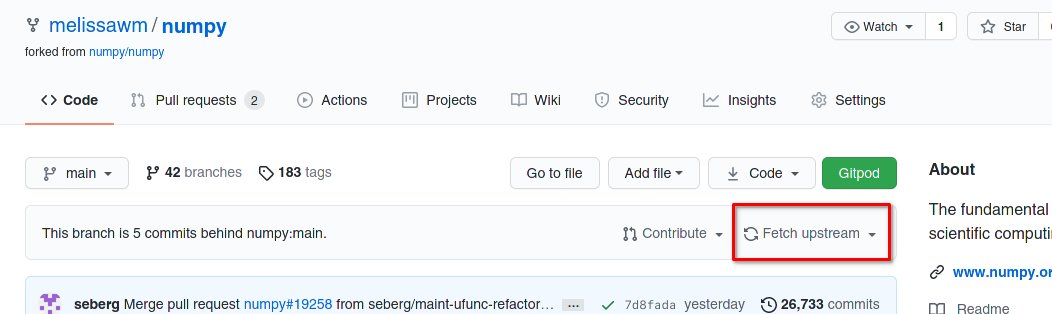 melissawm / numpy
Watch 1 Star
forked from numpy/numpy
Code Pull requests 2 Actions Projects Wiki Security Insights Settings
main 42 branches 183 tags Go to file Add file Code Gitpod
About
This branch is 5 commits behind numpy:main. Contribute Fetch upstream
The fundamental
scientific
www.numpy.
seberg Merge pull request numpy#19258 from seberg/maint-ufunc-refactor… ... 7d8fada yesterday 26,733 commits
Readme